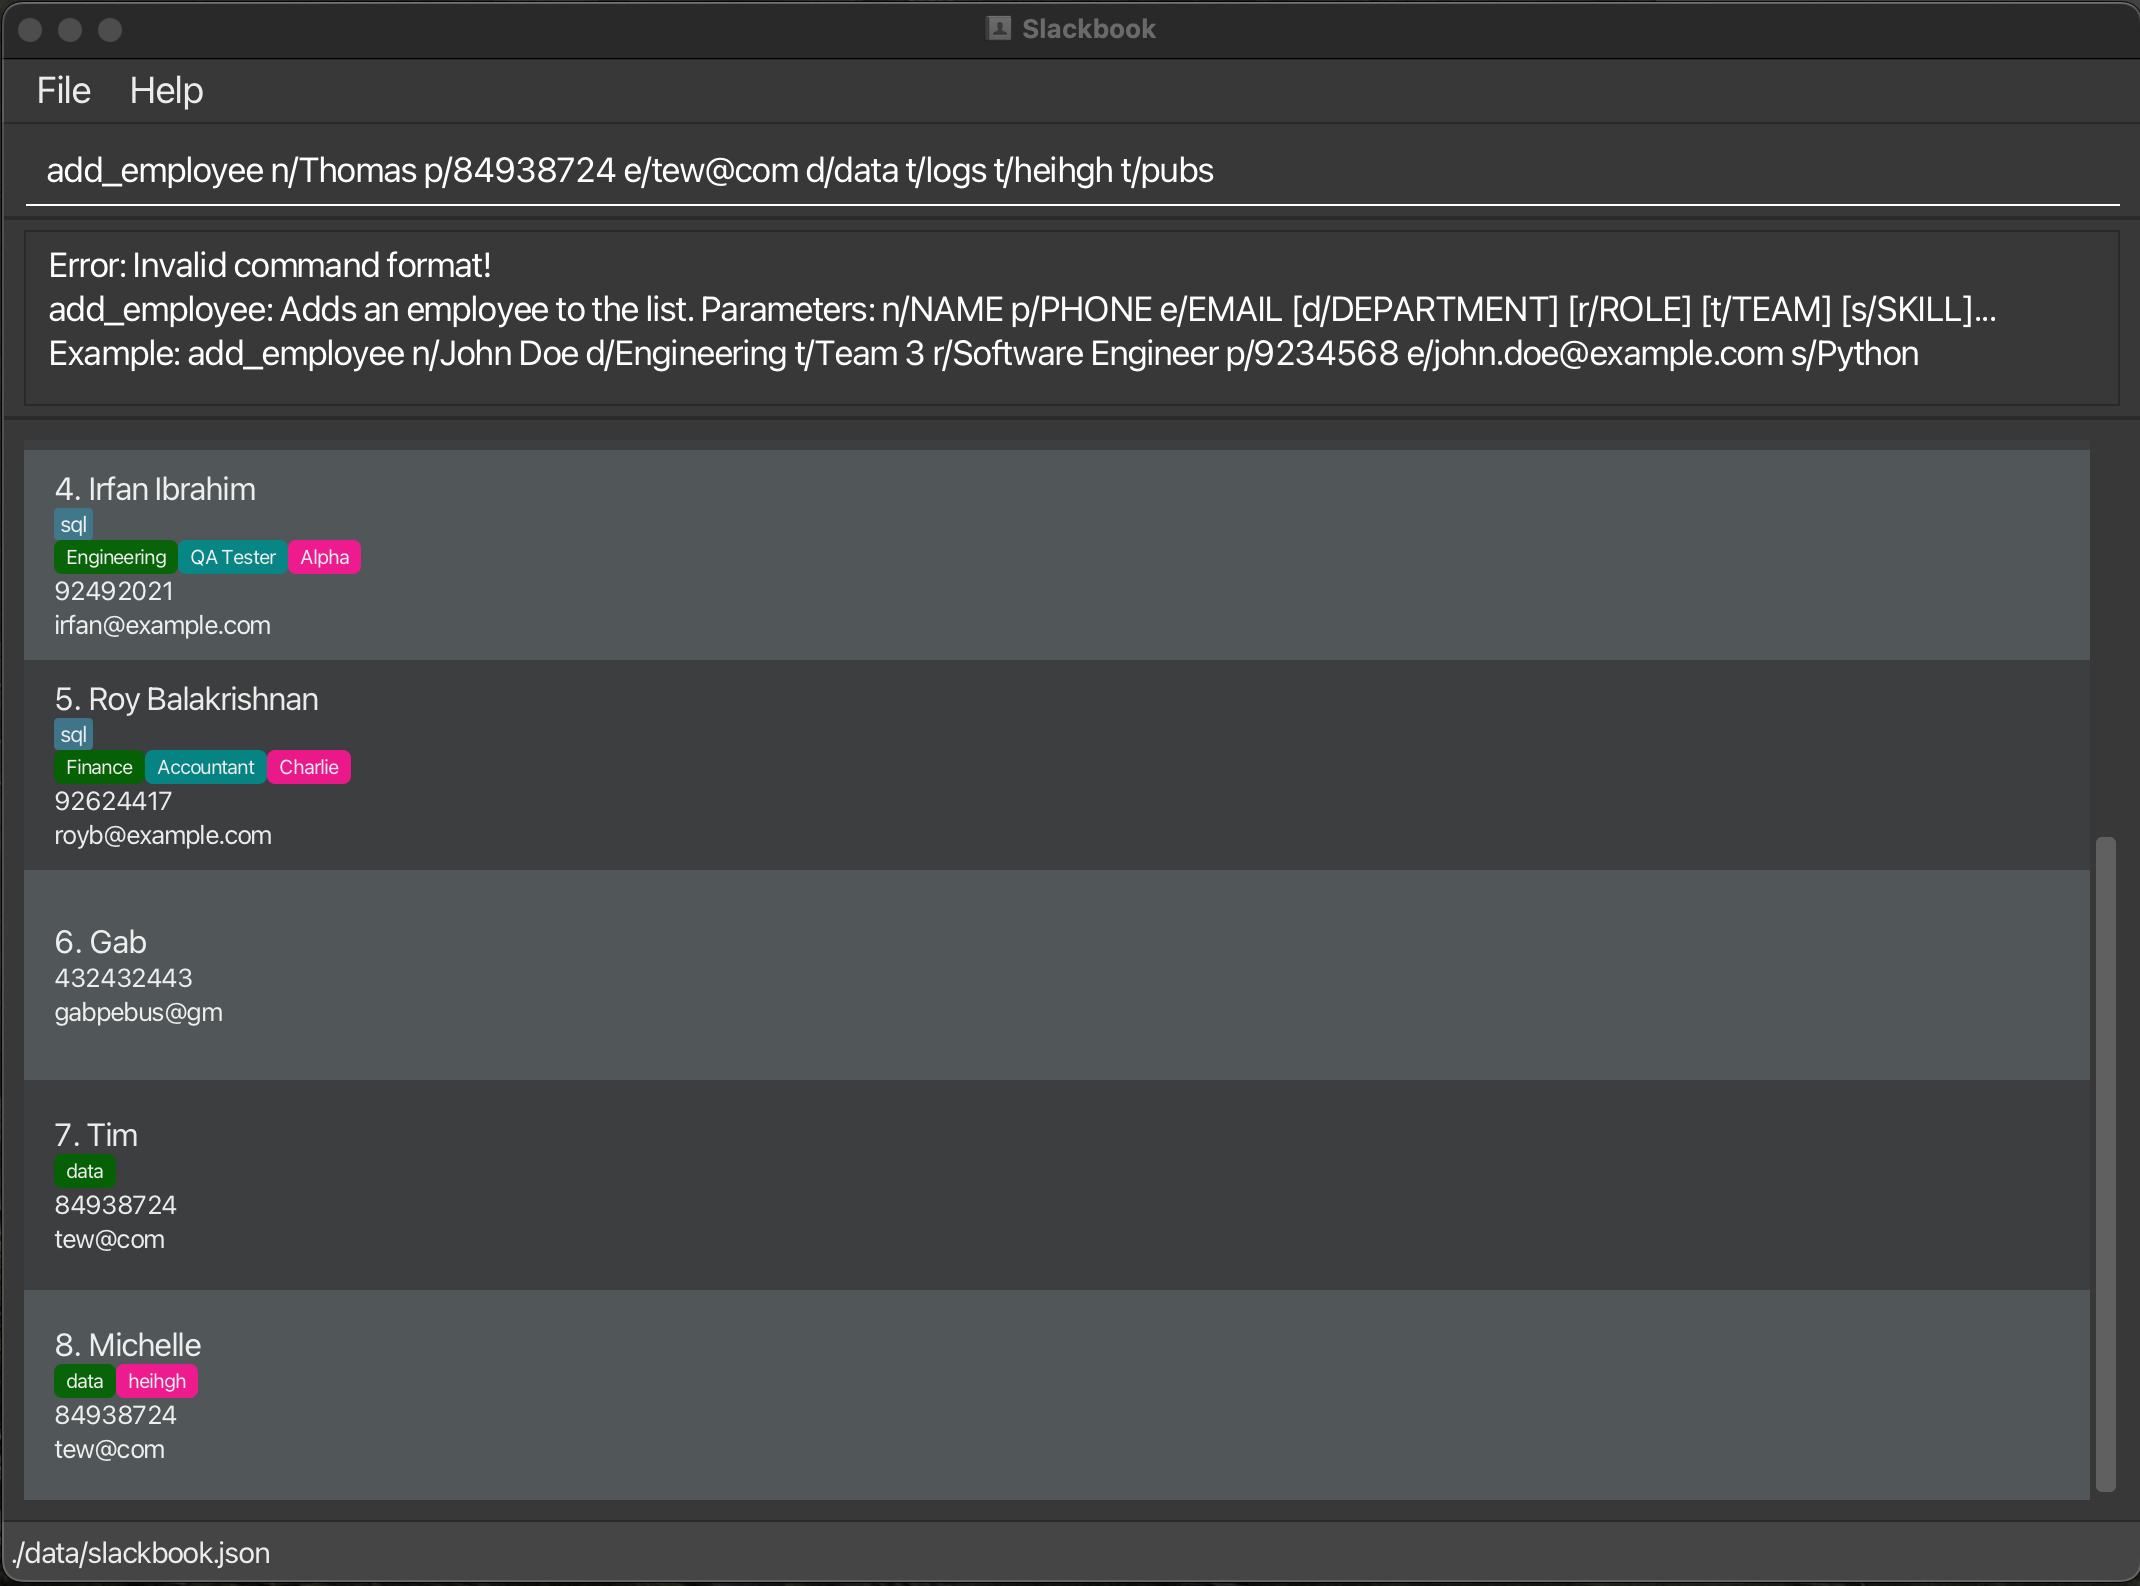 Slackbook
File Help
add_employee n/Thomas p/84938724 e/tew@com d/data t/logs t/heihgh t/pubs
Error: Invalid command format!
add_employee: Adds an employee to the list. Parameters: n/NAME p/PHONE e/EMAIL [d/DEPARTMENT] [r/ROLE] [t/TEAM] [s/SKILL]...
Example: add_employee n/John Doe d/Engineering t/Team 3 r/Software Engineer p/9234568 e/john.doe@example.com s/Python
4. Irfan Ibrahim
sql
Engineering QA Tester Alpha
92492021
irfan@example.com
5. Roy Balakrishnan
sql
Finance Accountant Charlie
92624417
royb@example.com
6. Gab
432432443
gabpebus@gm
7. Tim
data
84938724
tew@com
8. Michelle
data heihgh
84938724
tew@com
./data/slackbook.json